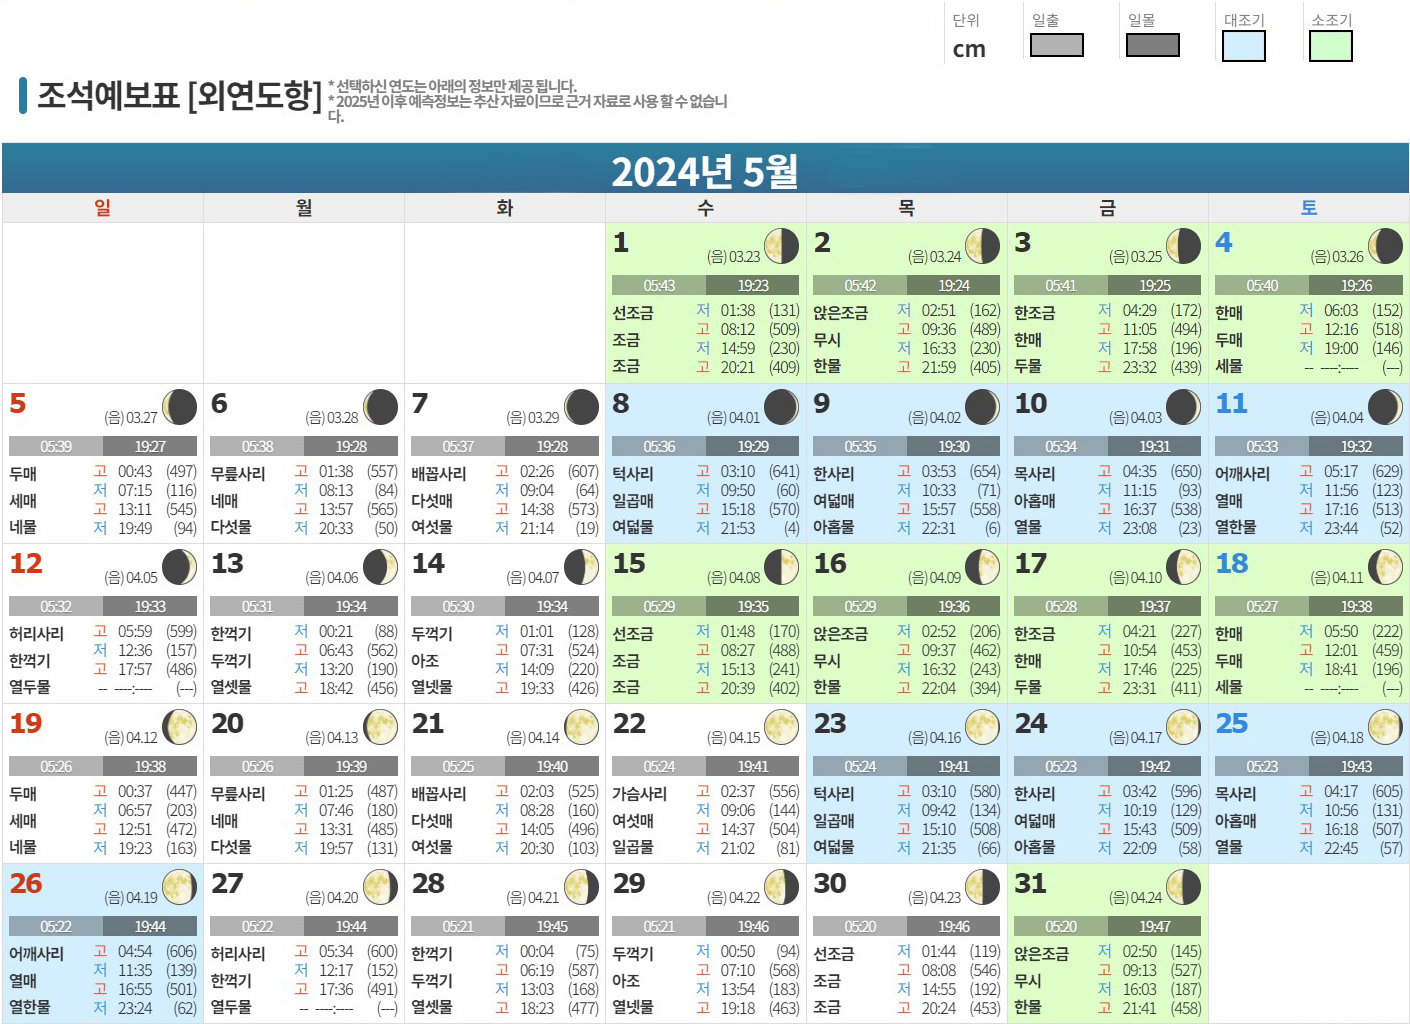 단위 일출 일몰 대조기 소조기
cm
조석예보표 [외연도항]
* 선택하신 연도는 아래의 정보만 제공 됩니다.
* 2025년 이후 예측정보는 추산 자료이므로 근거 자료로 사용 할 수 없습니
다.
2024년 5월
일 월 화 수 목 금 토
1 (음) 03.23
05:43 19:23
선조금
조금
조금
저 01:38 (131)
고 08:12 (509)
저 14:59 (230)
고 20:21 (409)
2 (음) 03.24
05:42 19:24
앉은조금
무시
한물
저 02:51 (162)
고 09:36 (489)
저 16:33 (230)
고 21:59 (405)
3 (음) 03.25
05:41 19:25
한조금
한매
두물
저 04:29 (172)
고 11:05 (494)
저 17:58 (196)
고 23:32 (439)
4 (음) 03.26
05:40 19:26
한매
두매
세물
저 06:03 (152)
고 12:16 (518)
저 19:00 (146)
-- ----:---- (---)
5 (음) 03.27
05:39 19:27
두매
세매
네물
고 00:43 (497)
저 07:15 (116)
고 13:11 (545)
저 19:49 (94)
6 (음) 03.28
05:38 19:28
무릎사리
네매
다섯물
고 01:38 (557)
저 08:13 (84)
고 13:57 (565)
저 20:33 (50)
7 (음) 03.29
05:37 19:28
배꼽사리
다섯매
여섯물
고 02:26 (607)
저 09:04 (64)
고 14:38 (573)
저 21:14 (19)
8 (음) 04.01
05:36 19:29
턱사리
일곱매
여덟물
고 03:10 (641)
저 09:50 (60)
고 15:18 (570)
저 21:53 (4)
9 (음) 04.02
05:35 19:30
한사리
여덟매
아홉물
고 03:53 (654)
저 10:33 (71)
고 15:57 (558)
저 22:31 (6)
10 (음) 04.03
05:34 19:31
목사리
아홉매
열물
고 04:35 (650)
저 11:15 (93)
고 16:37 (538)
저 23:08 (23)
11 (음) 04.04
05:33 19:32
어깨사리
열매
열한물
고 05:17 (629)
저 11:56 (123)
고 17:16 (513)
저 23:44 (52)
12 (음) 04.05
05:32 19:33
허리사리
한꺽기
열두물
고 05:59 (599)
저 12:36 (157)
고 17:57 (486)
-- ----:---- (---)
13 (음) 04.06
05:31 19:34
한꺽기
두꺽기
열셋물
저 00:21 (88)
고 06:43 (562)
저 13:20 (190)
고 18:42 (456)
14 (음) 04.07
05:30 19:34
두꺽기
아조
열넷물
저 01:01 (128)
고 07:31 (524)
저 14:09 (220)
고 19:33 (426)
15 (음) 04.08
05:29 19:35
선조금
조금
조금
저 01:48 (170)
고 08:27 (488)
저 15:13 (241)
고 20:39 (402)
16 (음) 04.09
05:29 19:36
앉은조금
무시
한물
저 02:52 (206)
고 09:37 (462)
저 16:32 (243)
고 22:04 (394)
17 (음) 04.10
05:28 19:37
한조금
한매
두물
저 04:21 (227)
고 10:54 (453)
저 17:46 (225)
고 23:31 (411)
18 (음) 04.11
05:27 19:38
한매
두매
세물
저 05:50 (222)
고 12:01 (459)
저 18:41 (196)
-- ----:---- (---)
19 (음) 04.12
05:26 19:38
두매
세매
네물
고 00:37 (447)
저 06:57 (203)
고 12:51 (472)
저 19:23 (163)
20 (음) 04.13
05:26 19:39
무릎사리
네매
다섯물
고 01:25 (487)
저 07:46 (180)
고 13:31 (485)
저 19:57 (131)
21 (음) 04.14
05:25 19:40
배꼽사리
다섯매
여섯물
고 02:03 (525)
저 08:28 (160)
고 14:05 (496)
저 20:30 (103)
22 (음) 04.15
05:24 19:41
가슴사리
여섯매
일곱물
고 02:37 (556)
저 09:06 (144)
고 14:37 (504)
저 21:02 (81)
23 (음) 04.16
05:24 19:41
턱사리
일곱매
여덟물
고 03:10 (580)
저 09:42 (134)
고 15:10 (508)
저 21:35 (66)
24 (음) 04.17
05:23 19:42
한사리
여덟매
아홉물
고 03:42 (596)
저 10:19 (129)
고 15:43 (509)
저 22:09 (58)
25 (음) 04.18
05:23 19:43
목사리
아홉매
열물
고 04:17 (605)
저 10:56 (131)
고 16:18 (507)
저 22:45 (57)
26 (음) 04.19
05:22 19:44
어깨사리
열매
열한물
고 04:54 (606)
저 11:35 (139)
고 16:55 (501)
저 23:24 (62)
27 (음) 04.20
05:22 19:44
허리사리
한꺽기
열두물
고 05:34 (600)
저 12:17 (152)
고 17:36 (491)
-- ----:---- (---)
28 (음) 04.21
05:21 19:45
한꺽기
두꺽기
열셋물
저 00:04 (75)
고 06:19 (587)
저 13:03 (168)
고 18:23 (477)
29 (음) 04.22
05:21 19:46
두꺽기
아조
열넷물
저 00:50 (94)
고 07:10 (568)
저 13:54 (183)
고 19:18 (463)
30 (음) 04.23
05:20 19:46
선조금
조금
조금
저 01:44 (119)
고 08:08 (546)
저 14:55 (192)
고 20:24 (453)
31 (음) 04.24
05:20 19:47
앉은조금
무시
한물
저 02:50 (145)
고 09:13 (527)
저 16:03 (187)
고 21:41 (458)